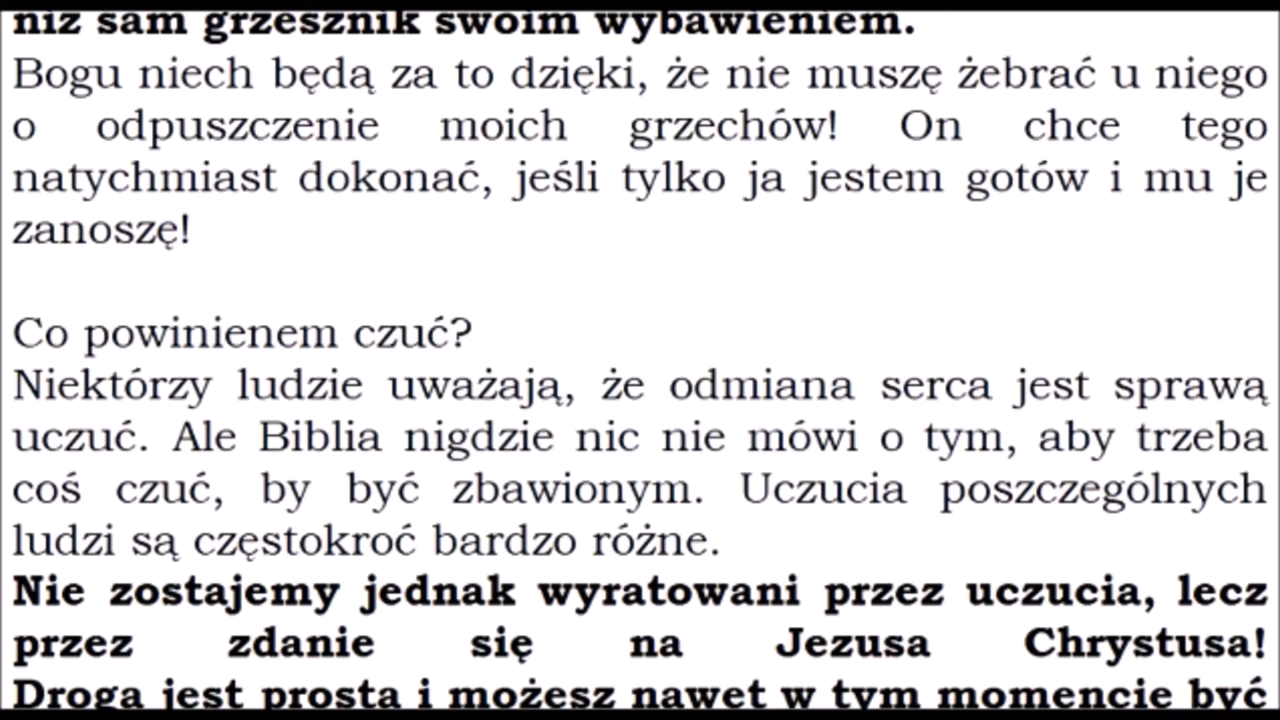 niż sam grzesznik swoim wybawieniem.
Bogu niech będą za to dzięki, że nie muszę żebrać u niego
o odpuszczenie moich grzechów! On chce tego
natychmiast dokonać, jeśli tylko ja jestem gotów i mu je
zanoszę!
Co powinienem czuć?
Niektórzy ludzie uważają, że odmiana serca jest sprawą
uczuć. Ale Biblia nigdzie nic nie mówi o tym, aby trzeba
coś czuć, by być zbawionym. Uczucia poszczególnych
ludzi są częstokroć bardzo różne.
Nie zostajemy jednak wyratowani przez uczucia, lecz
przez zdanie się na Jezusa Chrystusa!
Droga jest prosta i możesz nawet w tym momencie być